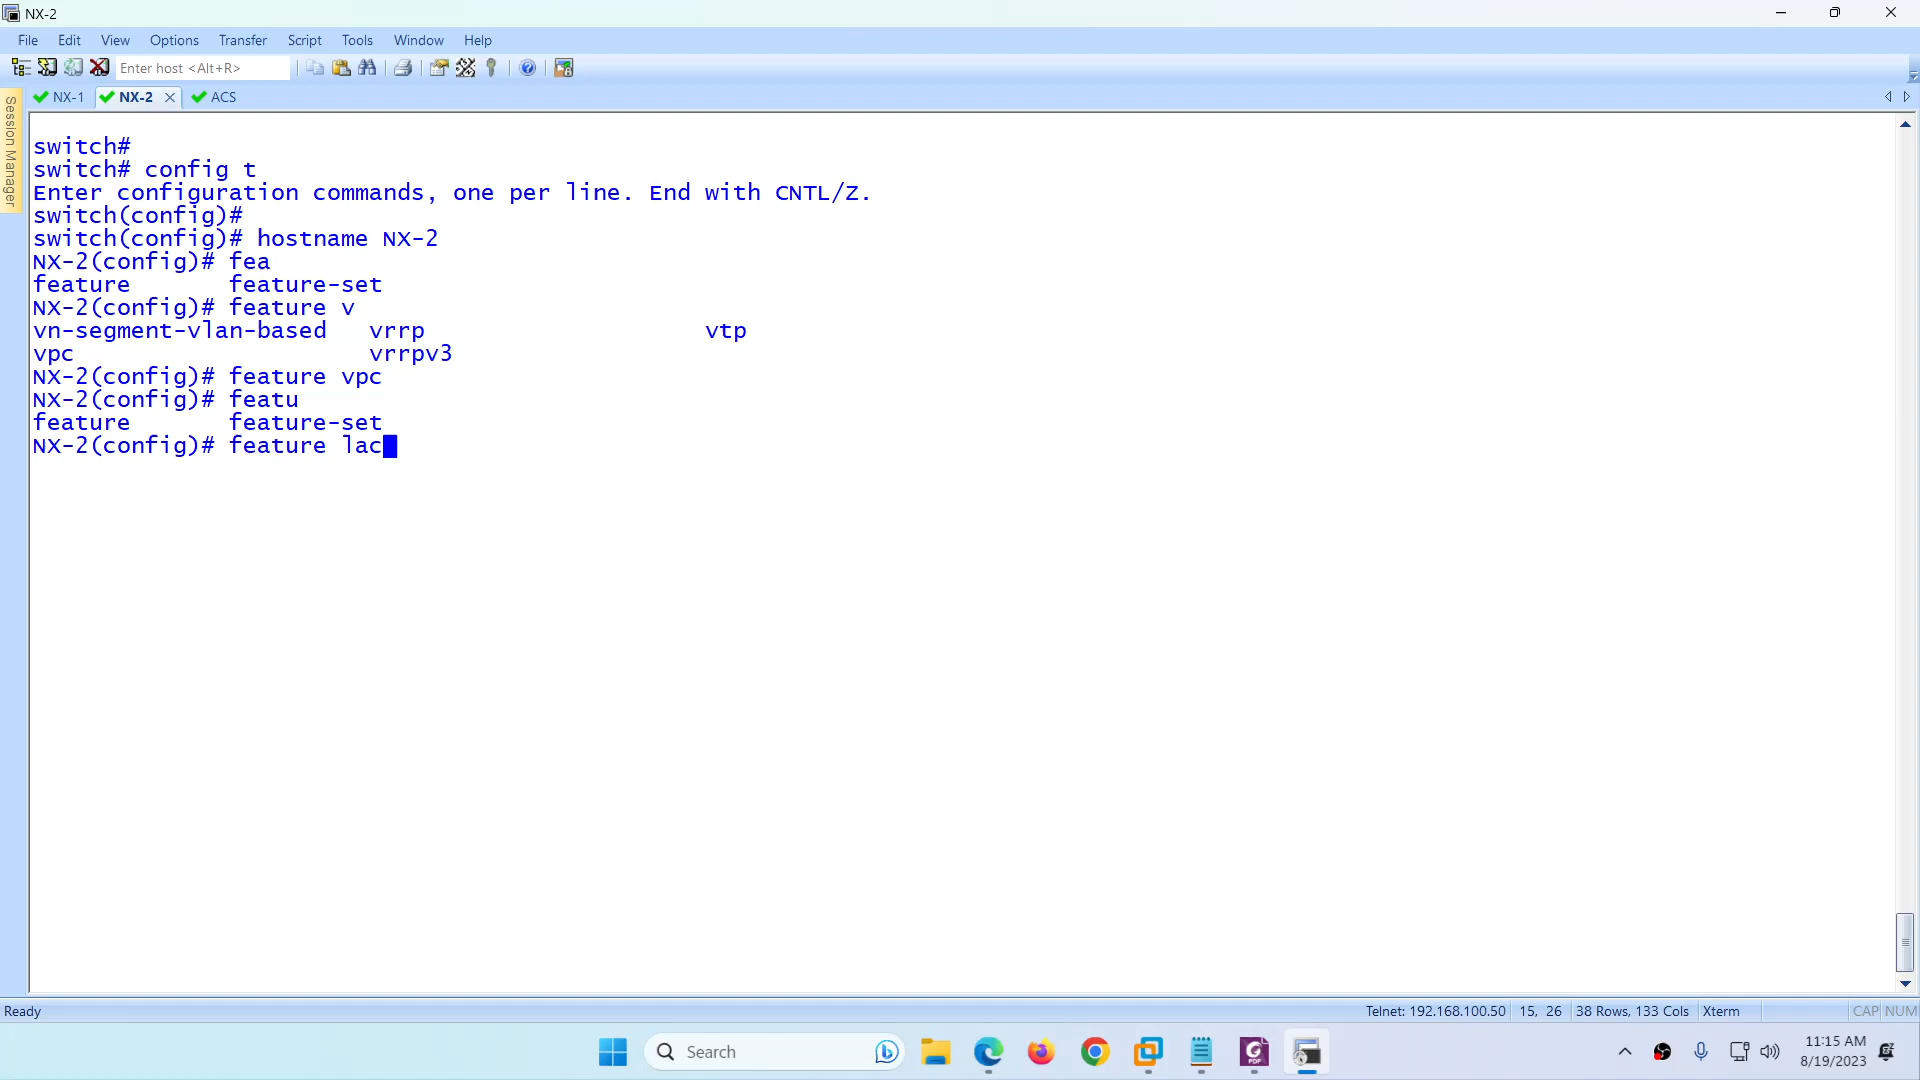 NX-2
File Edit View Options Transfer Script Tools Window Help
Enter host <Alt+R>
NX-1 NX-2 ACS
Session Manager
switch#
switch# config t
Enter configuration commands, one per line. End with CNTL/Z.
switch(config)#
switch(config)# hostname NX-2
NX-2(config)# fea
feature feature-set
NX-2(config)# feature v
vn-segment-vlan-based vrrp vtp
vpc vrrpv3
NX-2(config)# feature vpc
NX-2(config)# featu
feature feature-set
NX-2(config)# feature lac
Ready Telnet: 192.168.100.50 15, 26 38 Rows, 133 Cols Xterm CAP NUM
Search
PDF
11:15 AM
8/19/2023